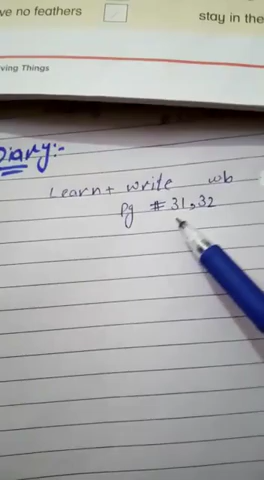 ve no feathers
stay in the
ving Things
Diary:-
Learn+ write wb
Pg # 31,32